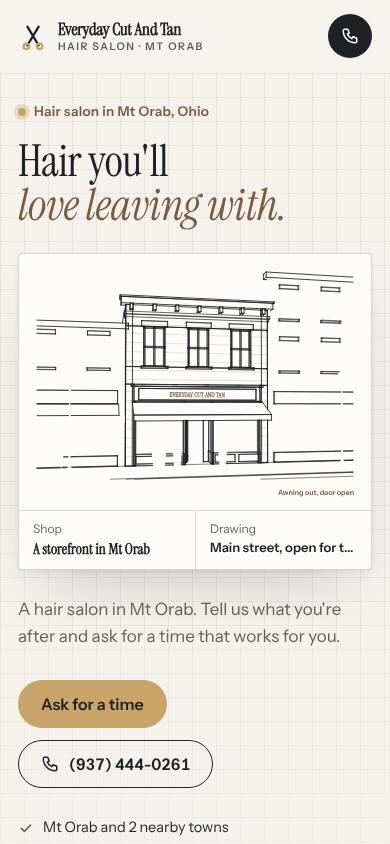 Everyday Cut And Tan
HAIR SALON · MT ORAB
Hair salon in Mt Orab, Ohio
Hair you'll
love leaving with.
EVERYDAY CUT AND TAN
Awning out, door open
Shop
A storefront in Mt Orab
Drawing
Main street, open for t...
A hair salon in Mt Orab. Tell us what you're
after and ask for a time that works for you.
Ask for a time
(937) 444-0261
Mt Orab and 2 nearby towns